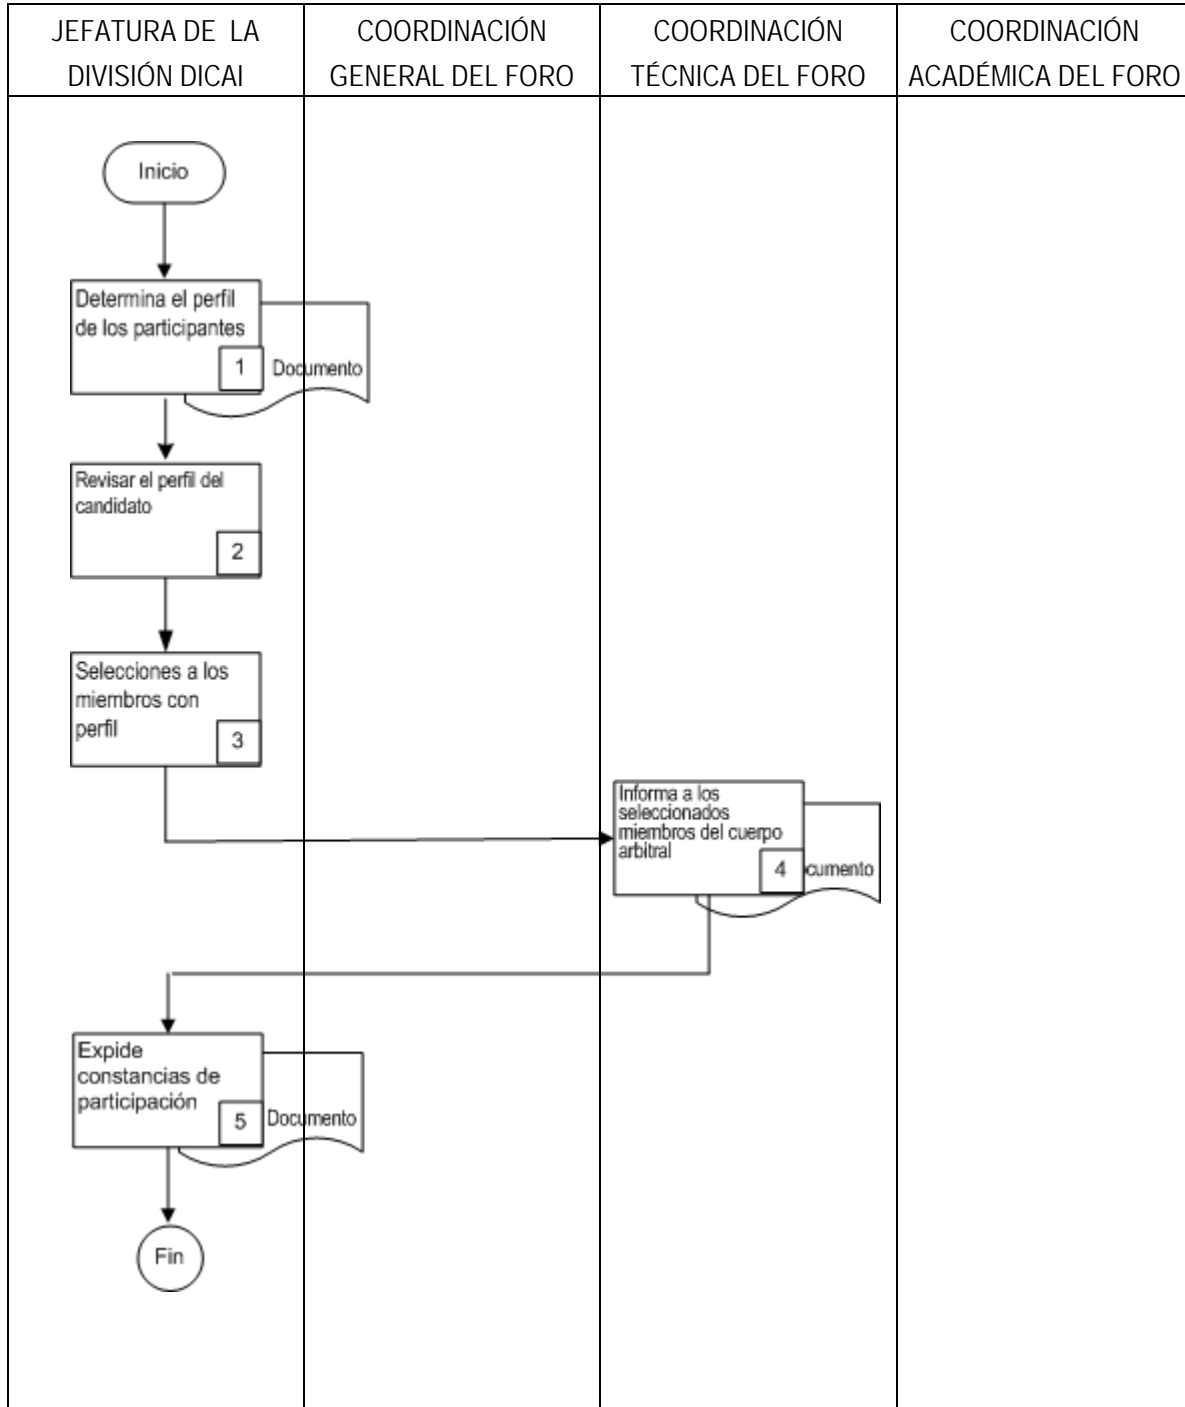 JEFATURA DE LA
DIVISIÓN DICAI
COORDINACIÓN
GENERAL DEL FORO
COORDINACIÓN
TÉCNICA DEL FORO
COORDINACIÓN
ACADÉMICA DEL FORO
Inicio
Determina el perfil
de los participantes
1
Documento
Revisar el perfil del
candidato
2
Selecciones a los
miembros con
perfil
3
Informa a los
seleccionados
miembros del cuerpo
arbitral
4
cumento
Expide
constancias de
participación
5
Documento
Fin